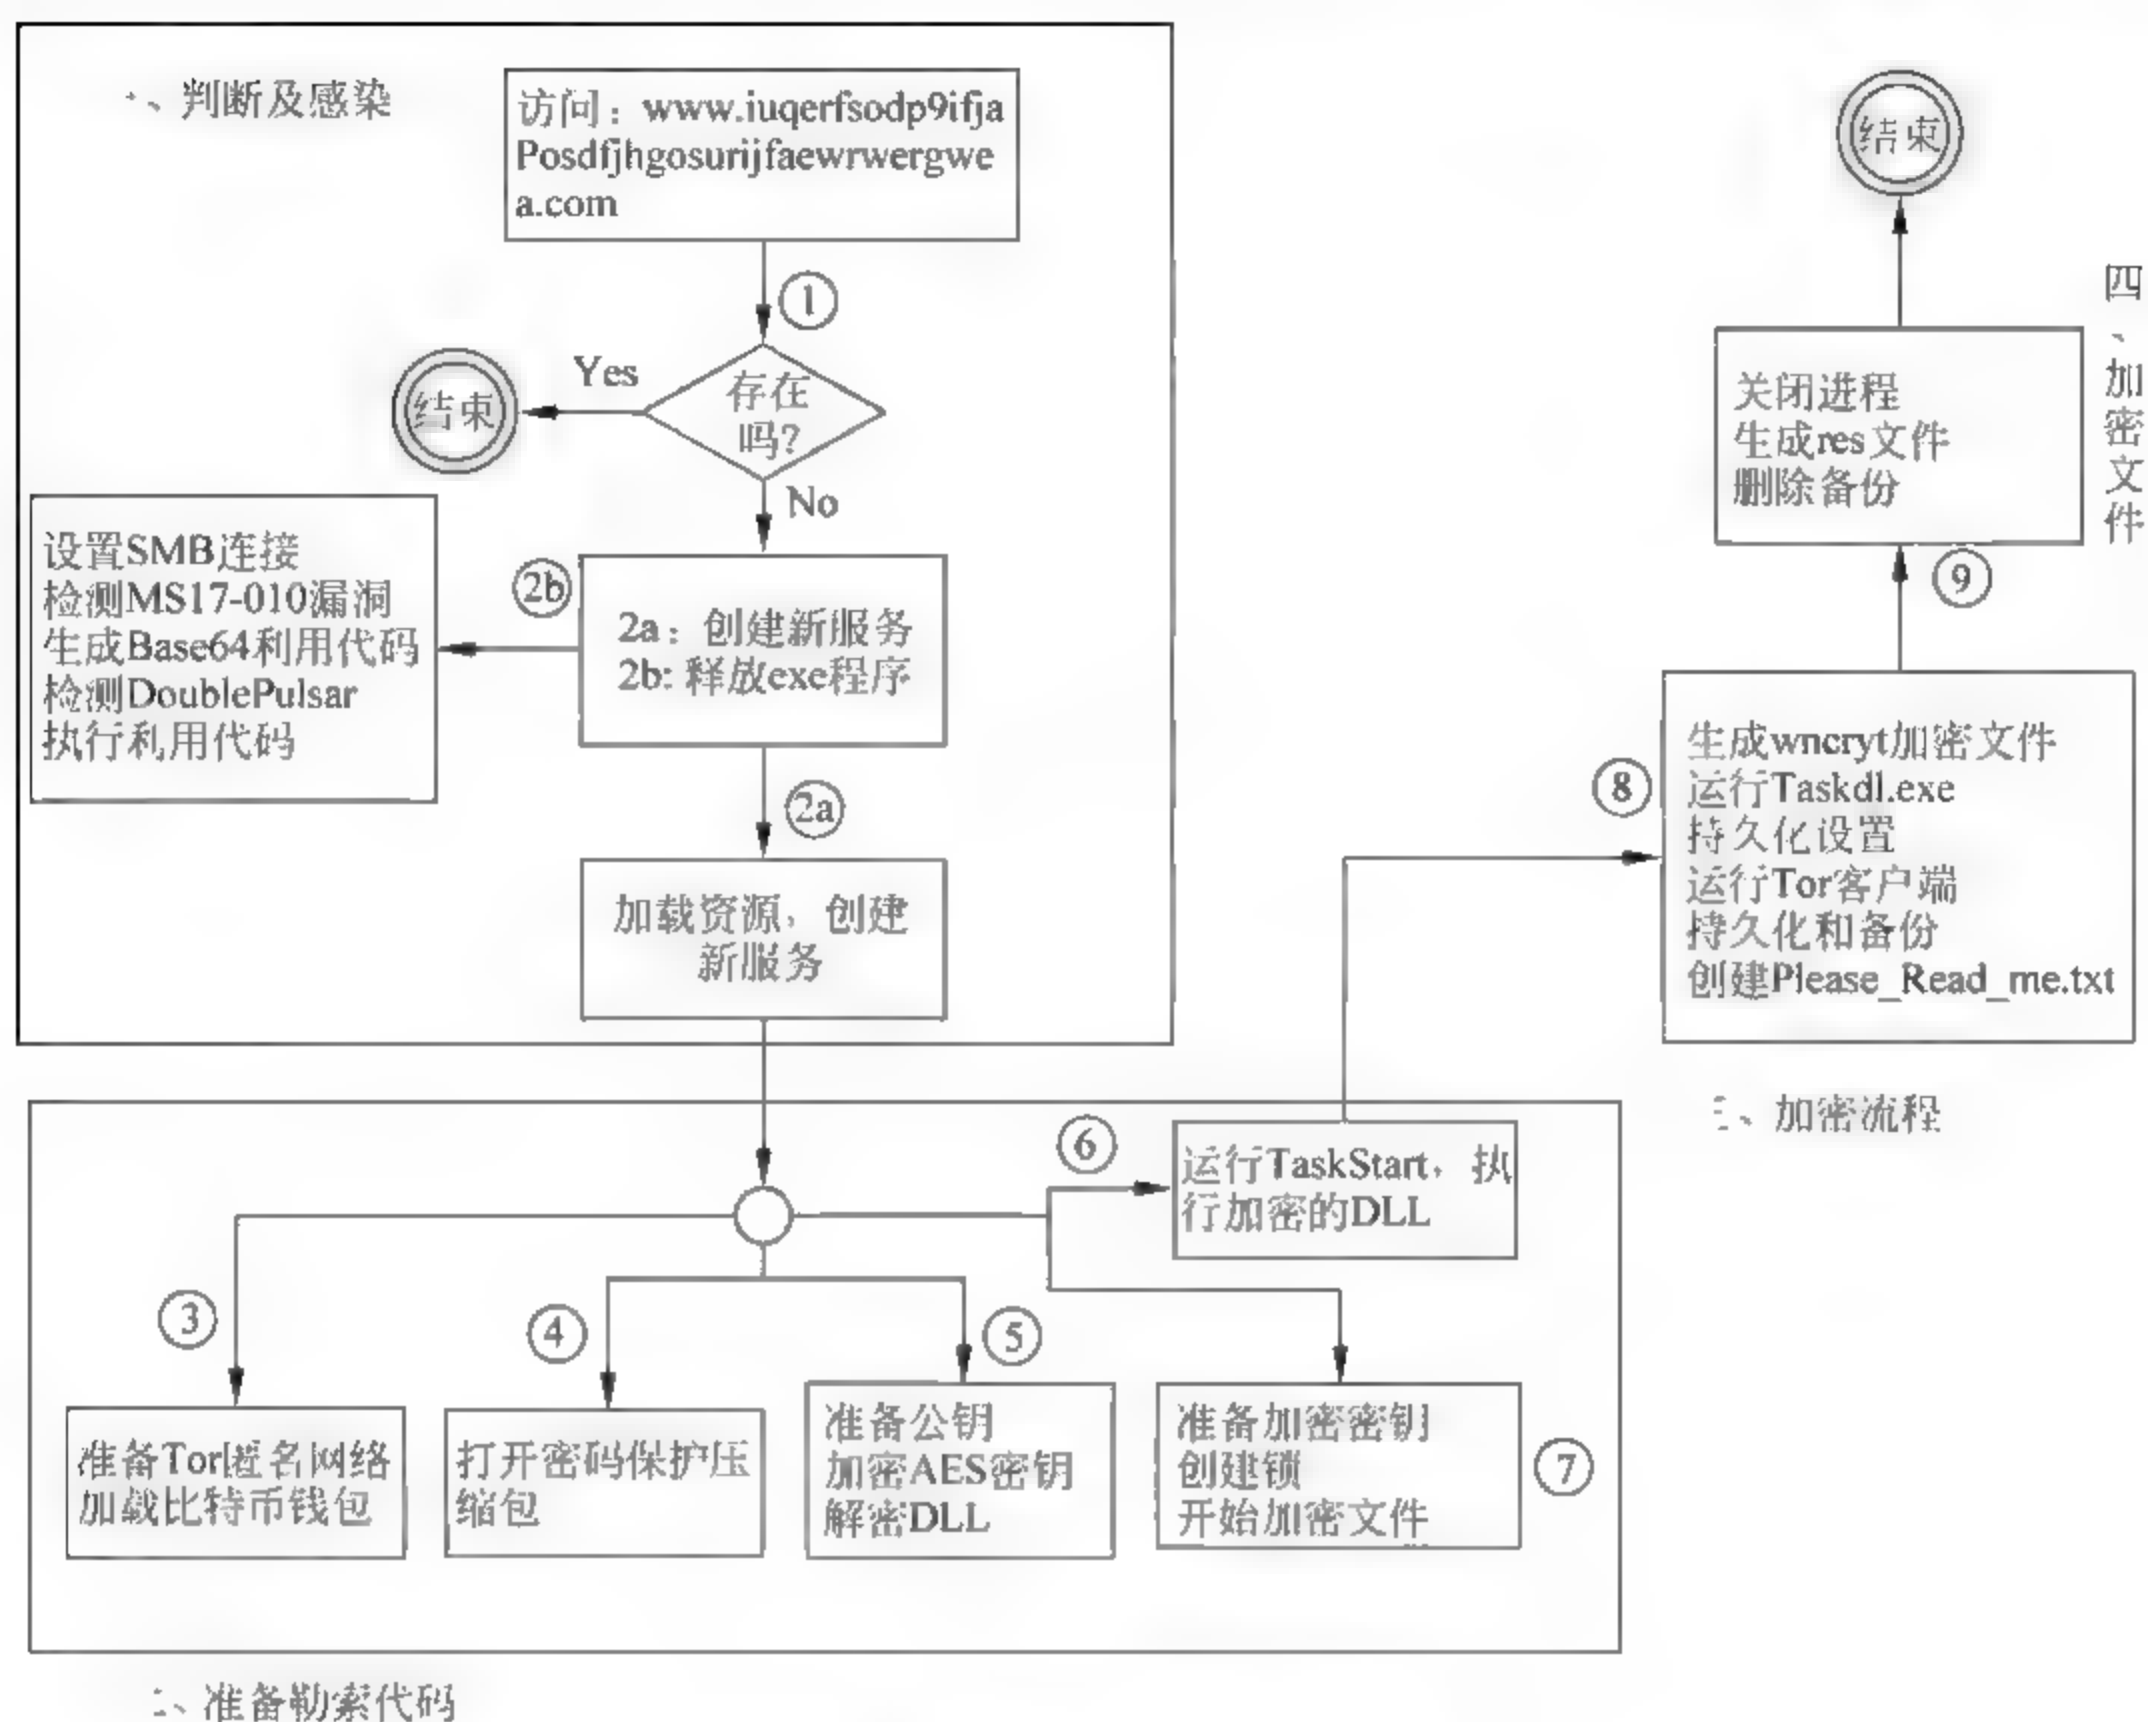 、判断及感染
访问：www.iuqerfsodp9ifja
Posdfjhgosurijfaewrwergwe
a.com
①
存在
吗?
Yes
结束
No
设置SMB连接
检测MS17-010漏洞
生成Base64利用代码
检测DoublePulsar
执行利用代码
2b
2a：创建新服务
2b: 释放exe程序
2a
加载资源，创建
新服务
结束
四、加密文件
关闭进程
生成res文件
删除备份
⑨
⑧
生成wncryt加密文件
运行Taskdl.exe
持久化设置
运行Tor客户端
持久化和备份
创建Please_Read_me.txt
三、加密流程
⑥
运行TaskStart，执
行加密的DLL
③
④
⑤
准备Tor匿名网络
加载比特币钱包
打开密码保护压
缩包
准备公钥
加密AES密钥
解密DLL
准备加密密钥
创建锁
开始加密文件
⑦
二、准备勒索代码